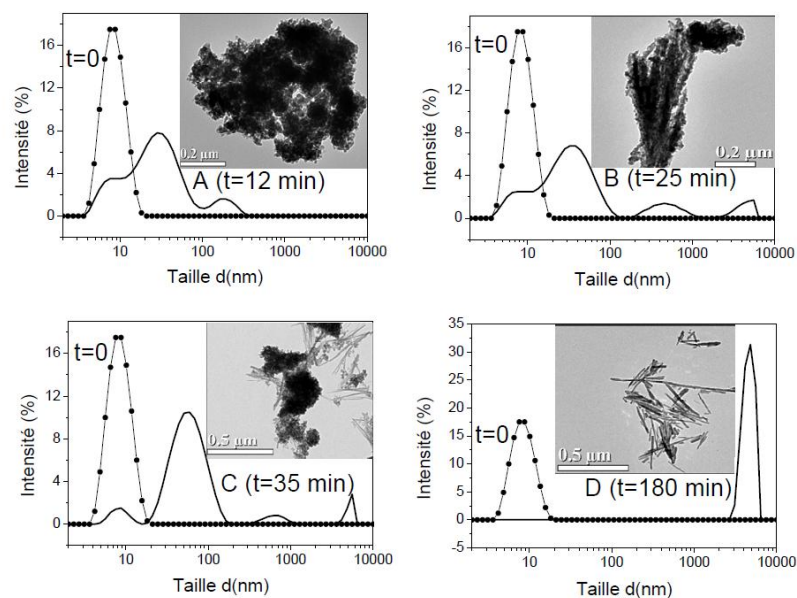 16
12
8
4
0
Intensité (%)
t=0
0.2 µm
A (t=12 min)
10
100
1000
10000
Taille d(nm)
16
12
8
4
0
Intensité (%)
t=0
0.2 µm
B (t=25 min)
10
100
1000
10000
Taille d(nm)
16
12
8
4
0
Intensité (%)
t=0
0.5 µm
C (t=35 min)
10
100
1000
10000
Taille d(nm)
35
30
25
20
15
10
5
0
-5
Intensité (%)
t=0
0.5 µm
D (t=180 min)
10
100
1000
10000
Taille d(nm)